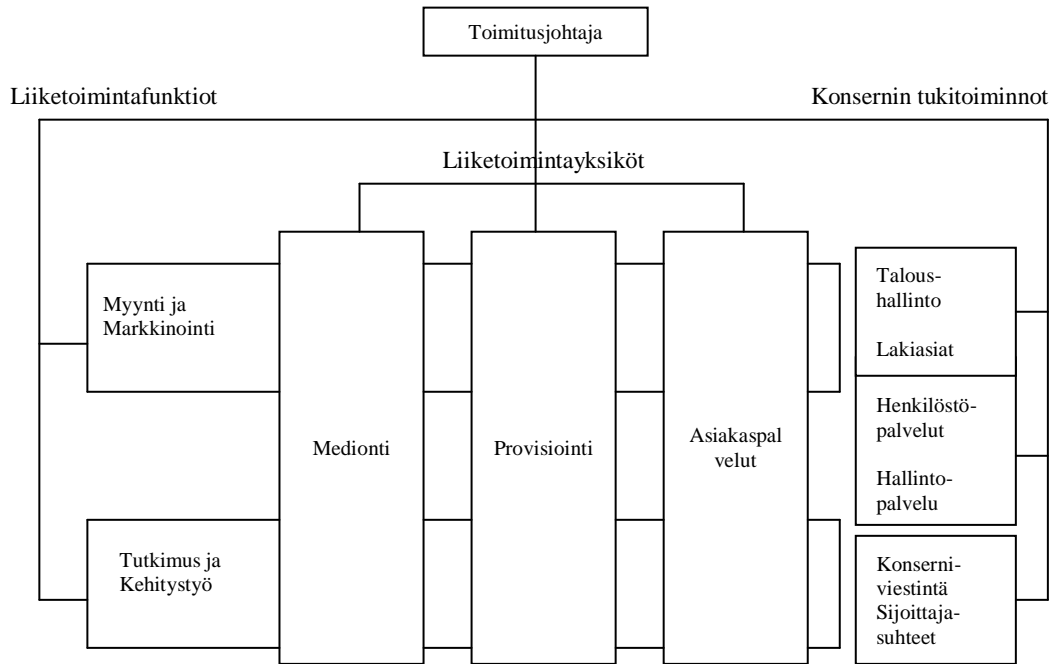 Toimitusjohtaja
Liiketoimintafunktiot
Konsernin tukitoiminnot
Liiketoimintayksiköt
Myynti ja
Markkinointi
Tutkimus ja
Kehitystyö
Medionti
Provisiointi
Asiakaspal
velut
Talous-
hallinto
Lakiasiat
Henkilöstö-
palvelut
Hallinto-
palvelu
Konserni-
viestintä
Sijoittaja-
suhteet